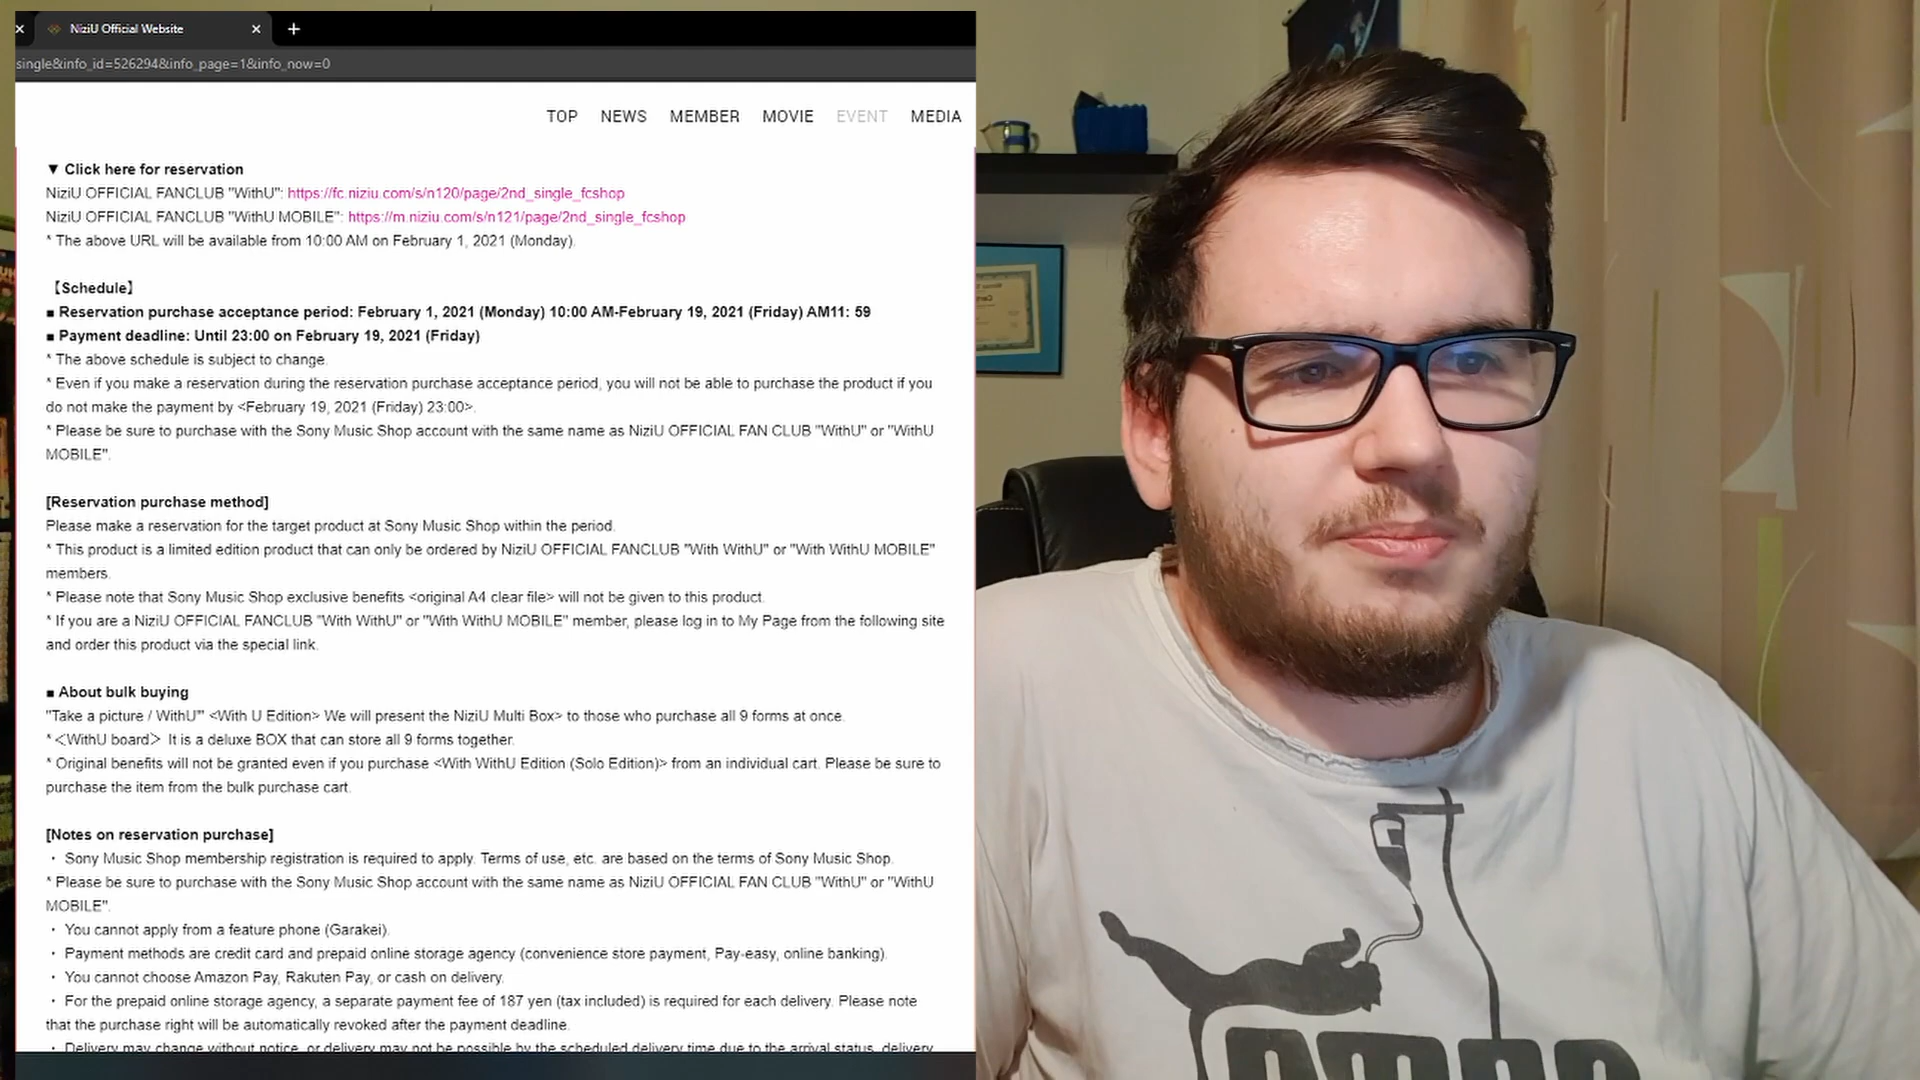 NiziU Official Website
single&info_id=526294&info_page=1&info_now=0
TOP NEWS MEMBER MOVIE EVENT MEDIA
▼ Click here for reservation
NiziU OFFICIAL FANCLUB "WithU": https://fc.niziu.com/s/n120/page/2nd_single_fcshop
NiziU OFFICIAL FANCLUB "WithU MOBILE": https://m.niziu.com/s/n121/page/2nd_single_fcshop
* The above URL will be available from 10:00 AM on February 1, 2021 (Monday).
【Schedule】
■ Reservation purchase acceptance period: February 1, 2021 (Monday) 10:00 AM-February 19, 2021 (Friday) AM11: 59
■ Payment deadline: Until 23:00 on February 19, 2021 (Friday)
* The above schedule is subject to change.
* Even if you make a reservation during the reservation purchase acceptance period, you will not be able to purchase the product if you
do not make the payment by <February 19, 2021 (Friday) 23:00>.
* Please be sure to purchase with the Sony Music Shop account with the same name as NiziU OFFICIAL FAN CLUB "WithU" or "WithU
MOBILE".
[Reservation purchase method]
Please make a reservation for the target product at Sony Music Shop within the period.
* This product is a limited edition product that can only be ordered by NiziU OFFICIAL FANCLUB "With WithU" or "With WithU MOBILE"
members.
* Please note that Sony Music Shop exclusive benefits <original A4 clear file> will not be given to this product.
* If you are a NiziU OFFICIAL FANCLUB "With WithU" or "With WithU MOBILE" member, please log in to My Page from the following site
and order this product via the special link.
■ About bulk buying
"Take a picture / WithU'" <With U Edition> We will present the NiziU Multi Box> to those who purchase all 9 forms at once.
* ＜WithU board＞ It is a deluxe BOX that can store all 9 forms together.
* Original benefits will not be granted even if you purchase <With WithU Edition (Solo Edition)> from an individual cart. Please be sure to
purchase the item from the bulk purchase cart.
[Notes on reservation purchase]
・ Sony Music Shop membership registration is required to apply. Terms of use, etc. are based on the terms of Sony Music Shop.
* Please be sure to purchase with the Sony Music Shop account with the same name as NiziU OFFICIAL FAN CLUB "WithU" or "WithU
MOBILE".
・ You cannot apply from a feature phone (Garakei).
・ Payment methods are credit card and prepaid online storage agency (convenience store payment, Pay-easy, online banking).
・ You cannot choose Amazon Pay, Rakuten Pay, or cash on delivery.
・ For the prepaid online storage agency, a separate payment fee of 187 yen (tax included) is required for each delivery. Please note
that the purchase right will be automatically revoked after the payment deadline.
・ Delivery may change without notice, or delivery may not be possible by the scheduled delivery time due to the arrival status, delivery